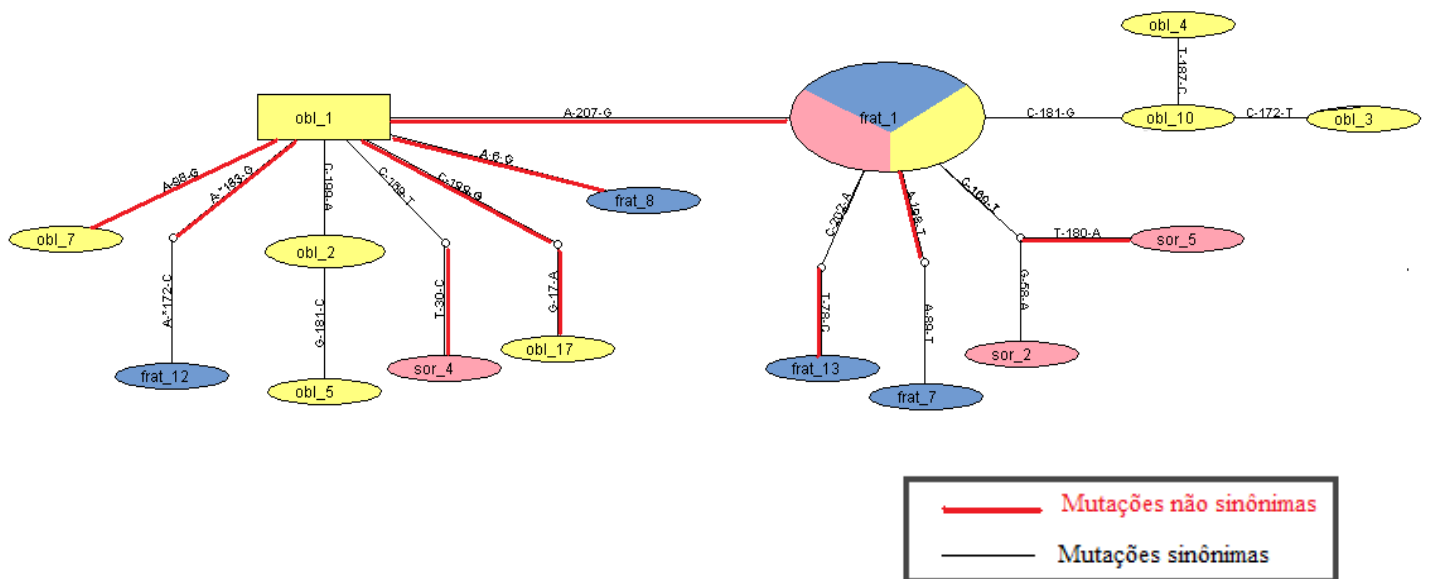 obl_4
T-187-C
A-207-G
obl_1
frat_1
C-181-G
obl_10
C-172-T
obl_3
A-98-G
A-*183-G
C-199-A
C-189-T
C-199-G
A-6-G
frat_8
C-202-A
A-198-T
C-169-T
obl_7
obl_2
T-180-A
sor_5
A-*172-C
G-181-C
T-30-C
G-17-A
T-78-C
A-89-T
G-58-A
obl_17
sor_2
frat_12
sor_4
frat_13
obl_5
frat_7
Mutações não sinônimas
Mutações sinônimas